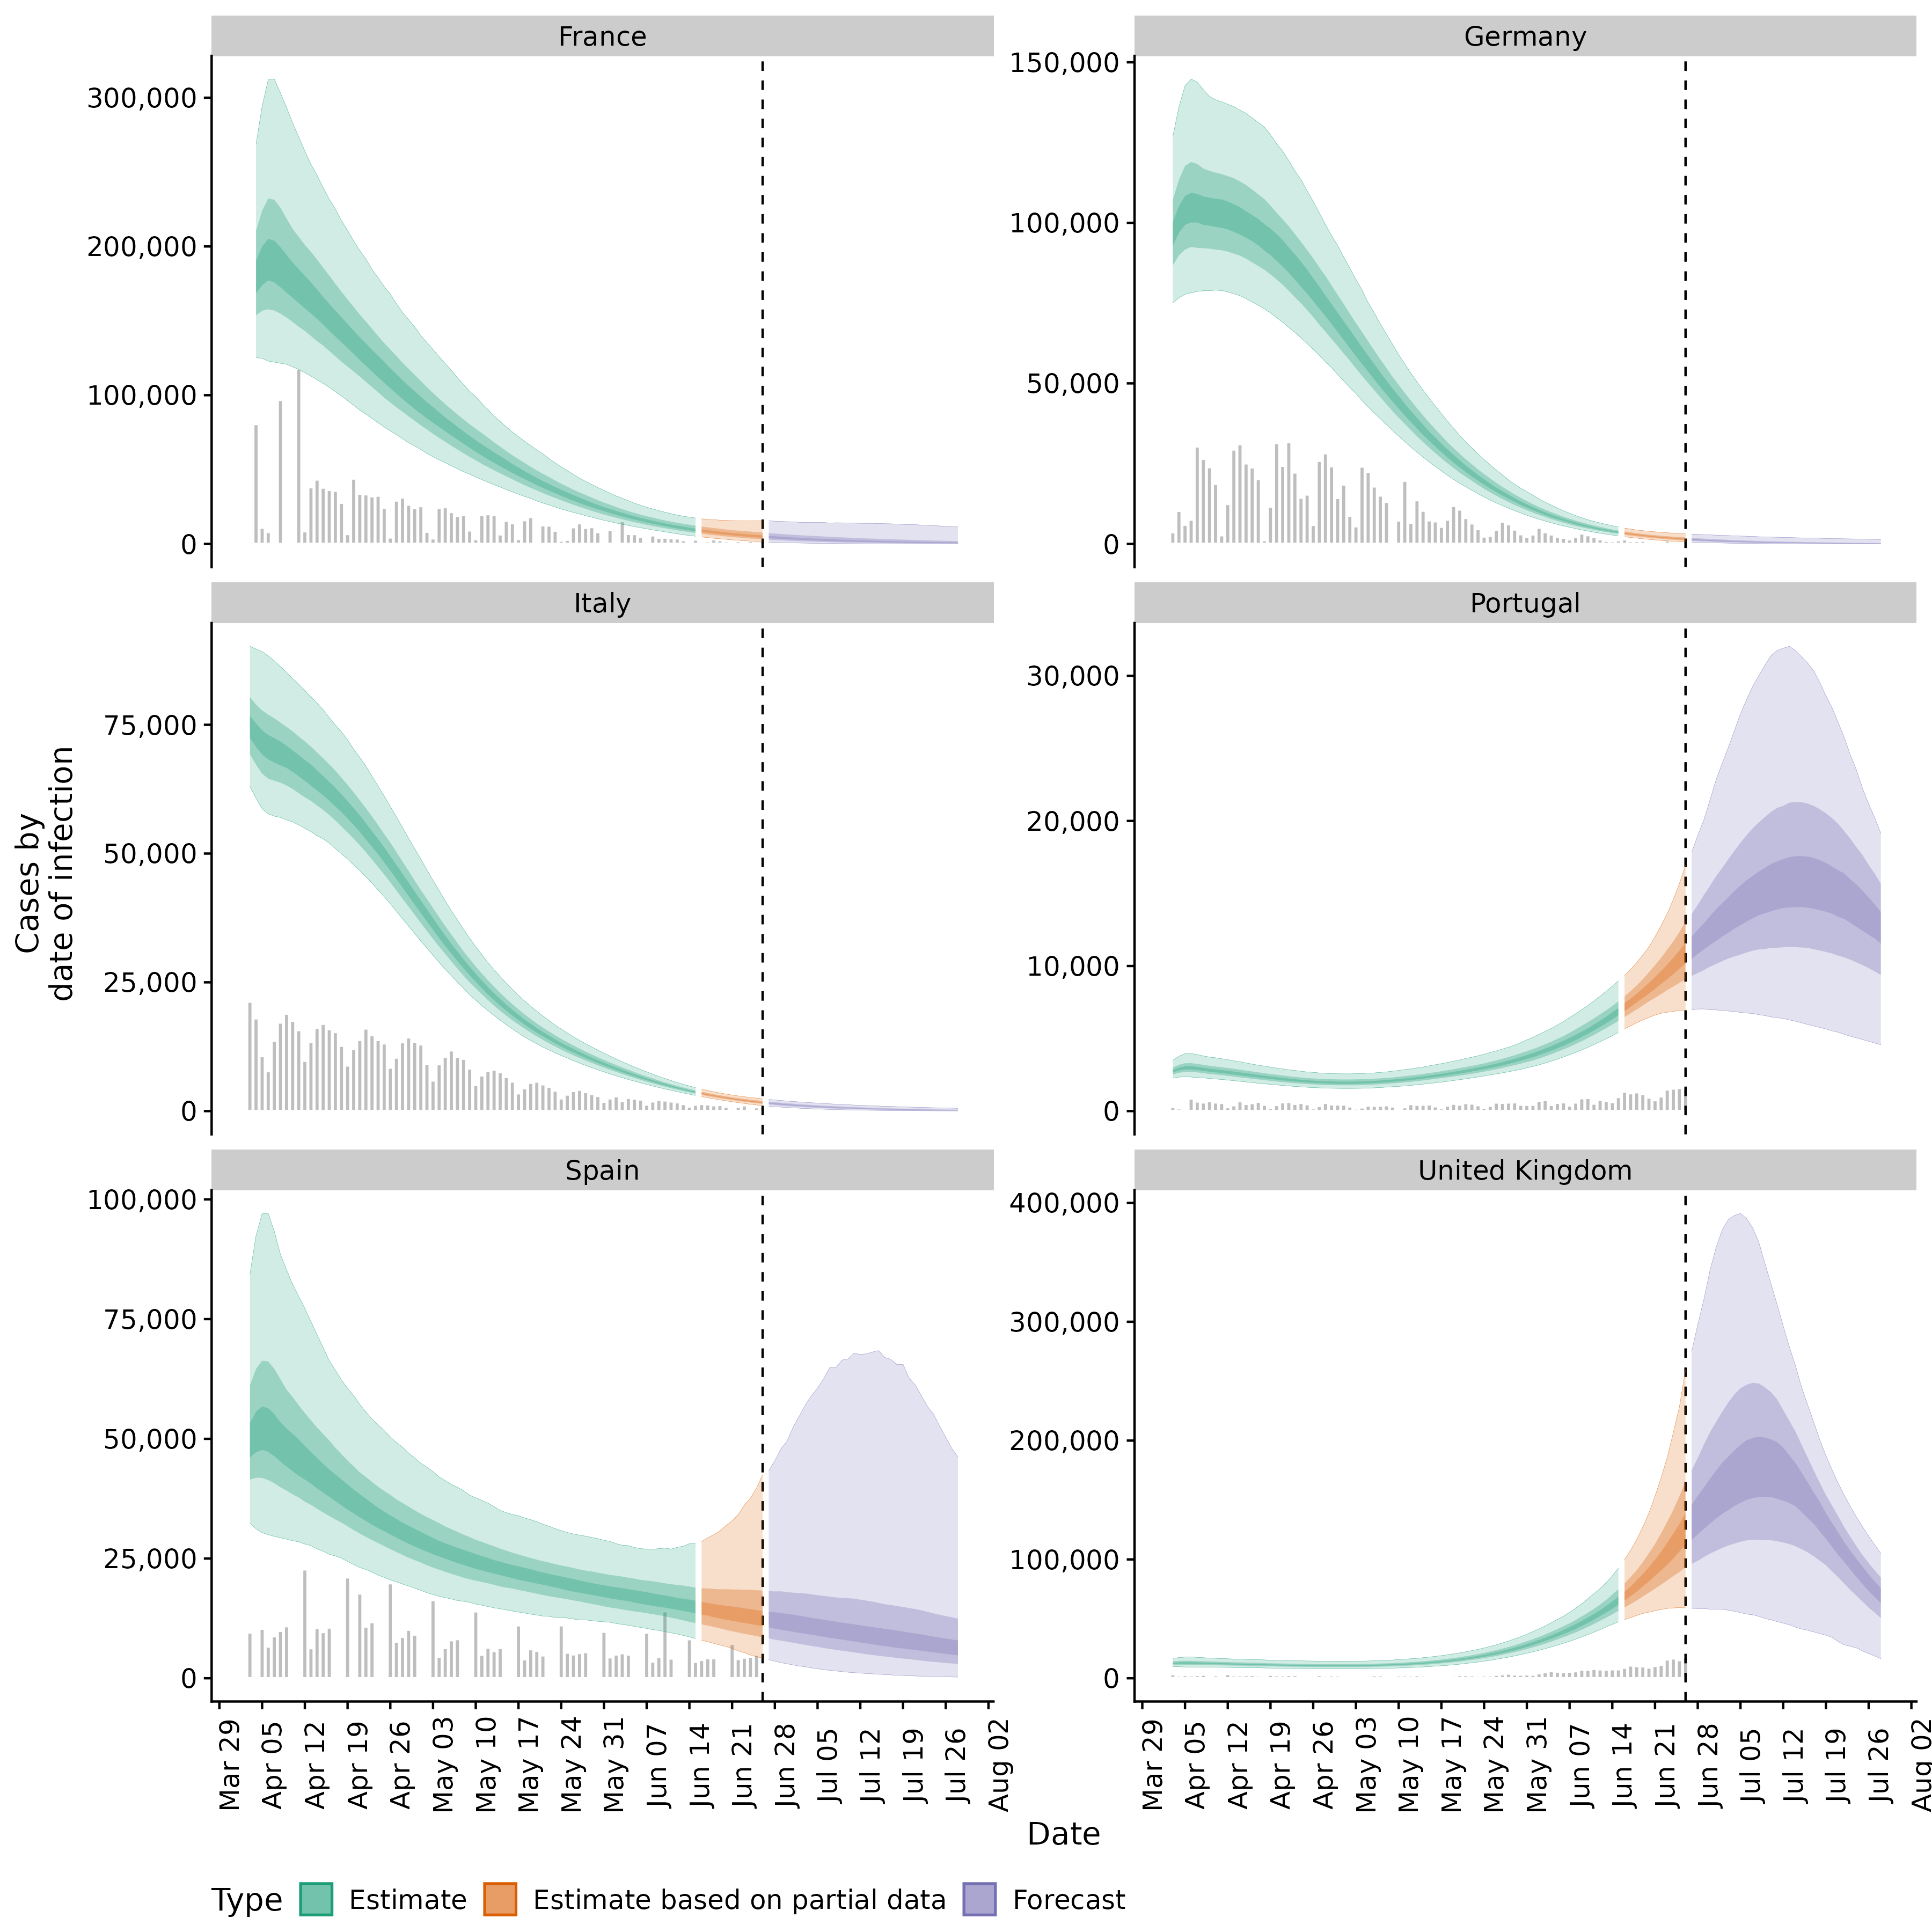 France
Germany
300,000
200,000
100,000
0
150,000
100,000
50,000
0
Italy
Portugal
75,000
50,000
25,000
0
30,000
20,000
10,000
0
Spain
United Kingdom
100,000
75,000
50,000
25,000
0
400,000
300,000
200,000
100,000
0
Cases by
date of infection
Mar 29
Apr 05
Apr 12
Apr 19
Apr 26
May 03
May 10
May 17
May 24
May 31
Jun 07
Jun 14
Jun 21
Jun 28
Jul 05
Jul 12
Jul 19
Jul 26
Aug 02
Mar 29
Apr 05
Apr 12
Apr 19
Apr 26
May 03
May 10
May 17
May 24
May 31
Jun 07
Jun 14
Jun 21
Jun 28
Jul 05
Jul 12
Jul 19
Jul 26
Aug 02
Date
Type Estimate Estimate based on partial data Forecast